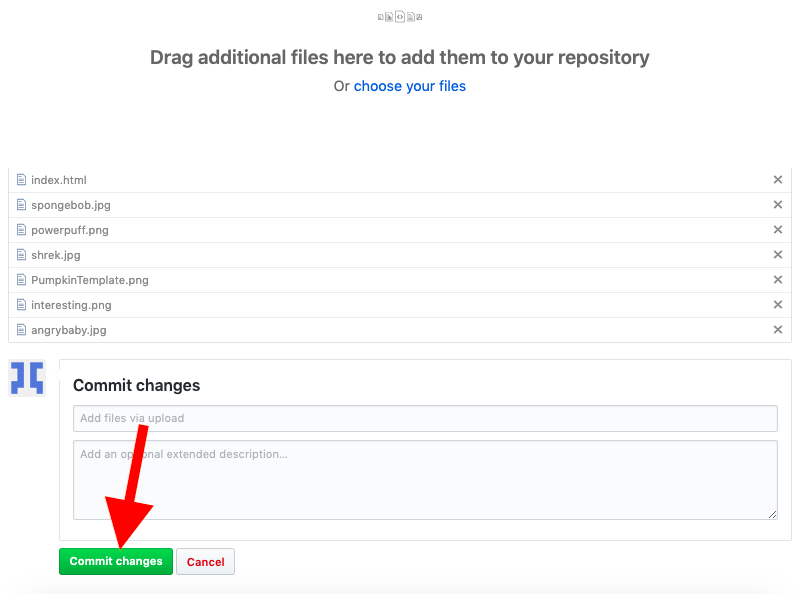 Drag additional files here to add them to your repository
Or choose your files
index.html
spongebob.jpg
powerpuff.png
shrek.jpg
PumpkinTemplate.png
interesting.png
angrybaby.jpg
Commit changes
Add files via upload
Add an optional extended description...
Commit changes
Cancel